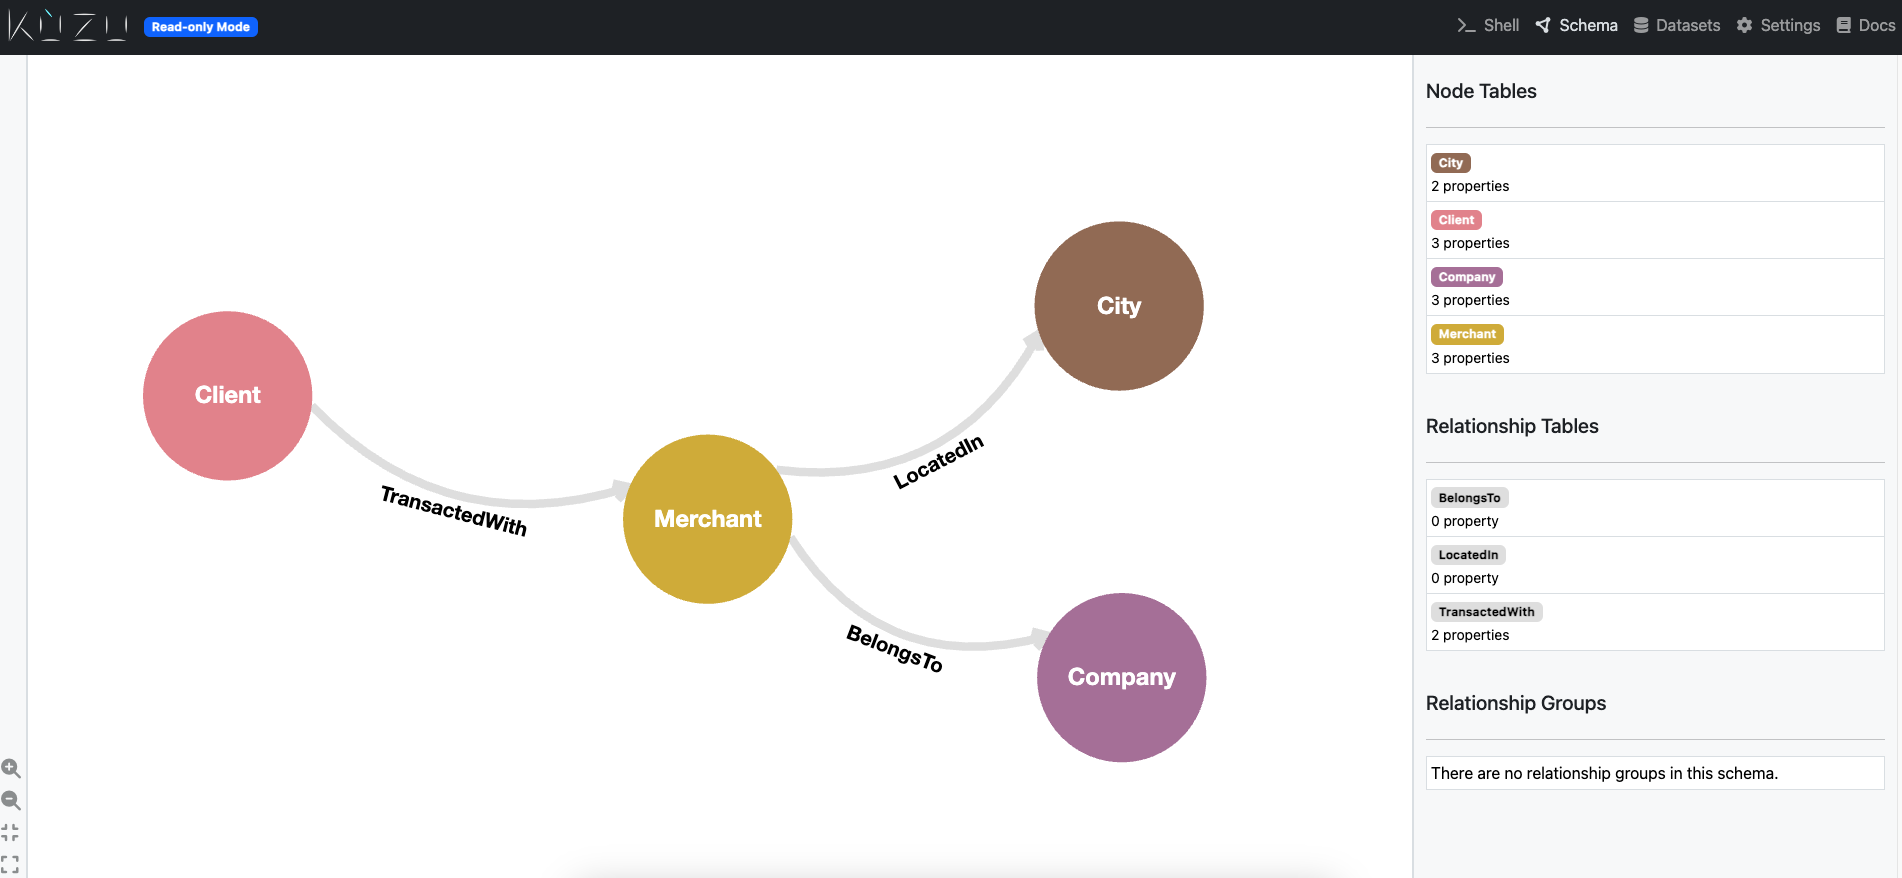 KÙZU Read-only Mode Shell Schema Datasets Settings Docs
Client
TransactedWith
Merchant
LocatedIn
City
BelongsTo
Company
Node Tables
City
2 properties
Client
3 properties
Company
3 properties
Merchant
3 properties
Relationship Tables
BelongsTo
0 property
LocatedIn
0 property
TransactedWith
2 properties
Relationship Groups
There are no relationship groups in this schema.